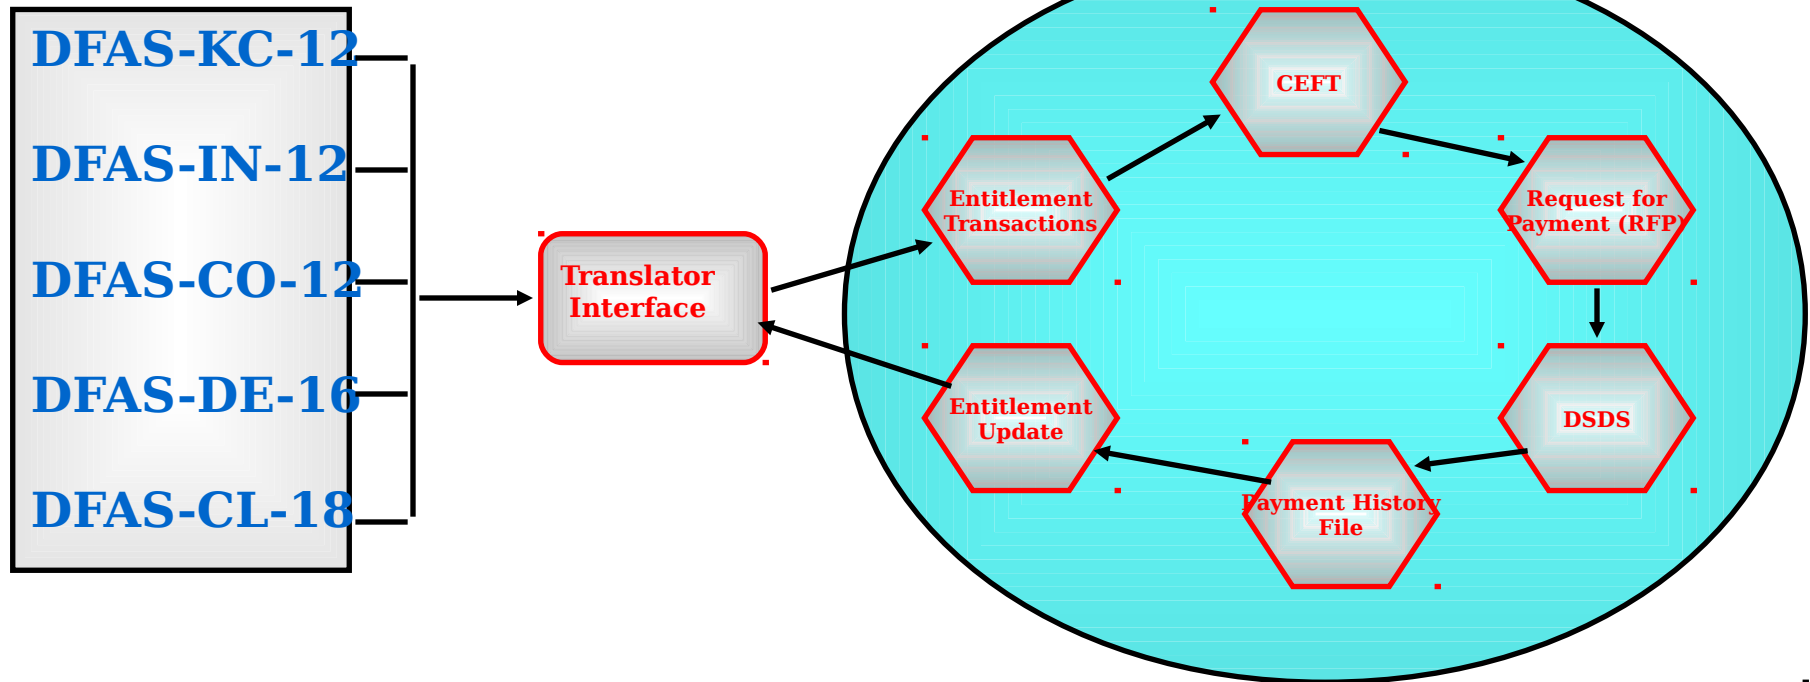 DFAS-KC-12
DFAS-IN-12
DFAS-CO-12
DFAS-DE-16
DFAS-CL-18
Translator
Interface
CEFT
Entitlement
Transactions
Request for
Payment (RFP)
Entitlement
Update
DSDS
Payment History
File